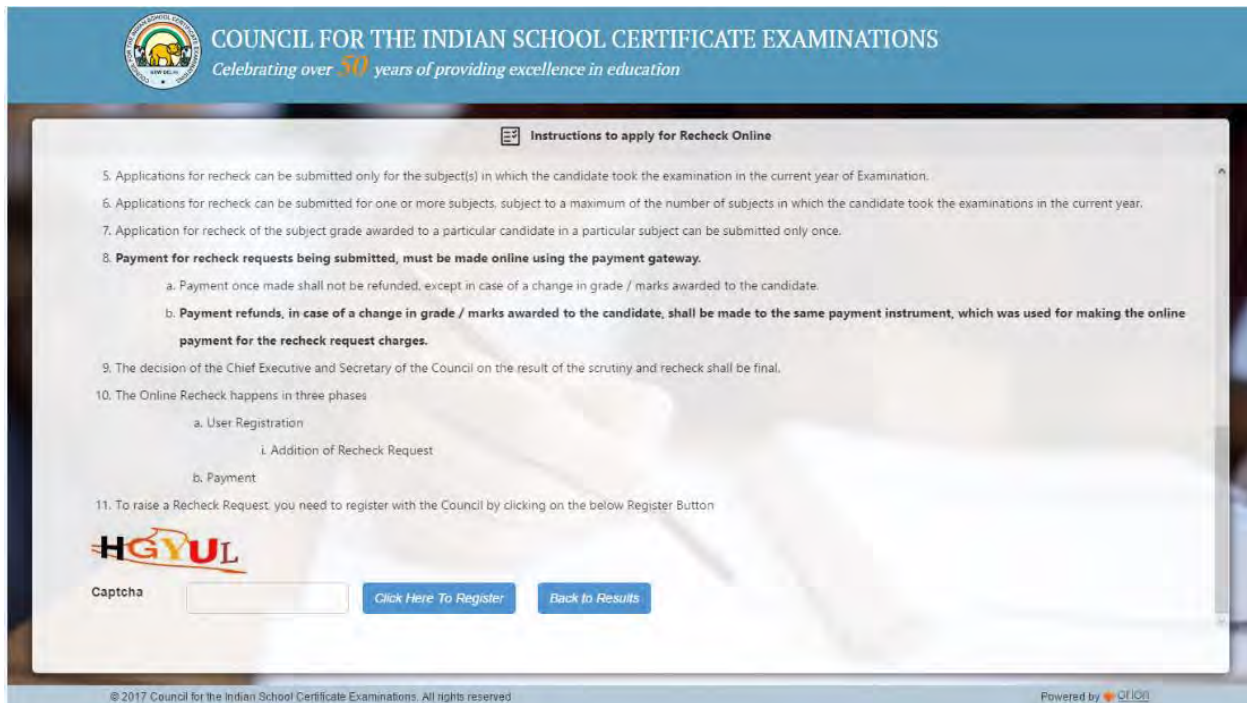 COUNCIL FOR THE INDIAN SCHOOL CERTIFICATE EXAMINATIONS
Celebrating over 50 years of providing excellence in education
Instructions to apply for Recheck Online
5. Applications for recheck can be submitted only for the subject(s) in which the candidate took the examination in the current year of Examination.
6. Applications for recheck can be submitted for one or more subjects, subject to a maximum of the number of subjects in which the candidate took the examinations in the current year.
7. Application for recheck of the subject grade awarded to a particular candidate in a particular subject can be submitted only once.
8. Payment for recheck requests being submitted, must be made online using the payment gateway.
a. Payment once made shall not be refunded, except in case of a change in grade / marks awarded to the candidate.
b. Payment refunds, in case of a change in grade / marks awarded to the candidate, shall be made to the same payment instrument, which was used for making the online
payment for the recheck request charges.
9. The decision of the Chief Executive and Secretary of the Council on the result of the scrutiny and recheck shall be final.
10. The Online Recheck happens in three phases
a. User Registration
i. Addition of Recheck Request
b. Payment
11. To raise a Recheck Request, you need to register with the Council by clicking on the below Register Button
HGYUL
Captcha
Click Here To Register
Back to Results
© 2017 Council for the Indian School Certificate Examinations. All rights reserved
Powered by orion